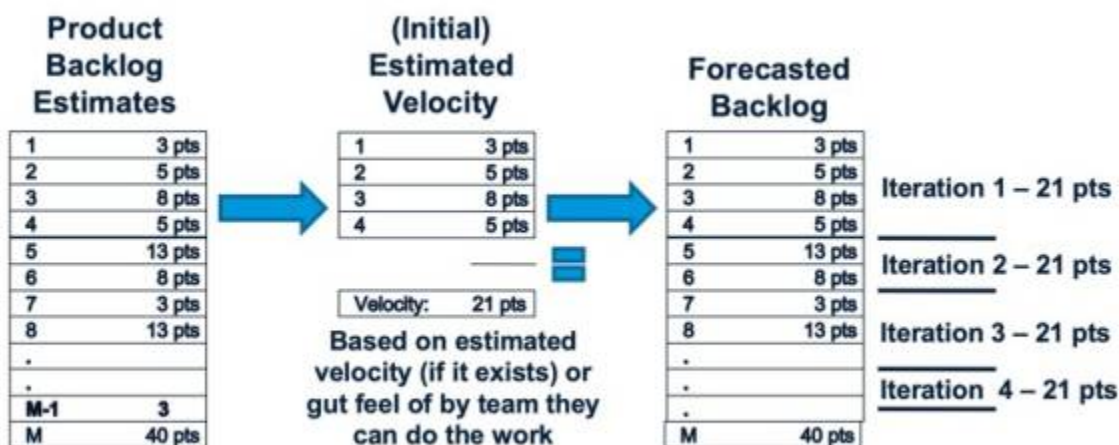 Product
Backlog
Estimates
1 3 pts
2 5 pts
3 8 pts
4 5 pts
5 13 pts
6 8 pts
7 3 pts
8 13 pts
.
.
M-1 3
M 40 pts
(Initial)
Estimated
Velocity
1 3 pts
2 5 pts
3 8 pts
4 5 pts
Velocity: 21 pts
Based on estimated
velocity (if it exists) or
gut feel of by team they
can do the work
Forecasted
Backlog
1 3 pts
2 5 pts
3 8 pts
4 5 pts
5 13 pts
6 8 pts
7 3 pts
8 13 pts
.
.
.
M 40 pts
Iteration 1 – 21 pts
Iteration 2 – 21 pts
Iteration 3 – 21 pts
Iteration 4 – 21 pts